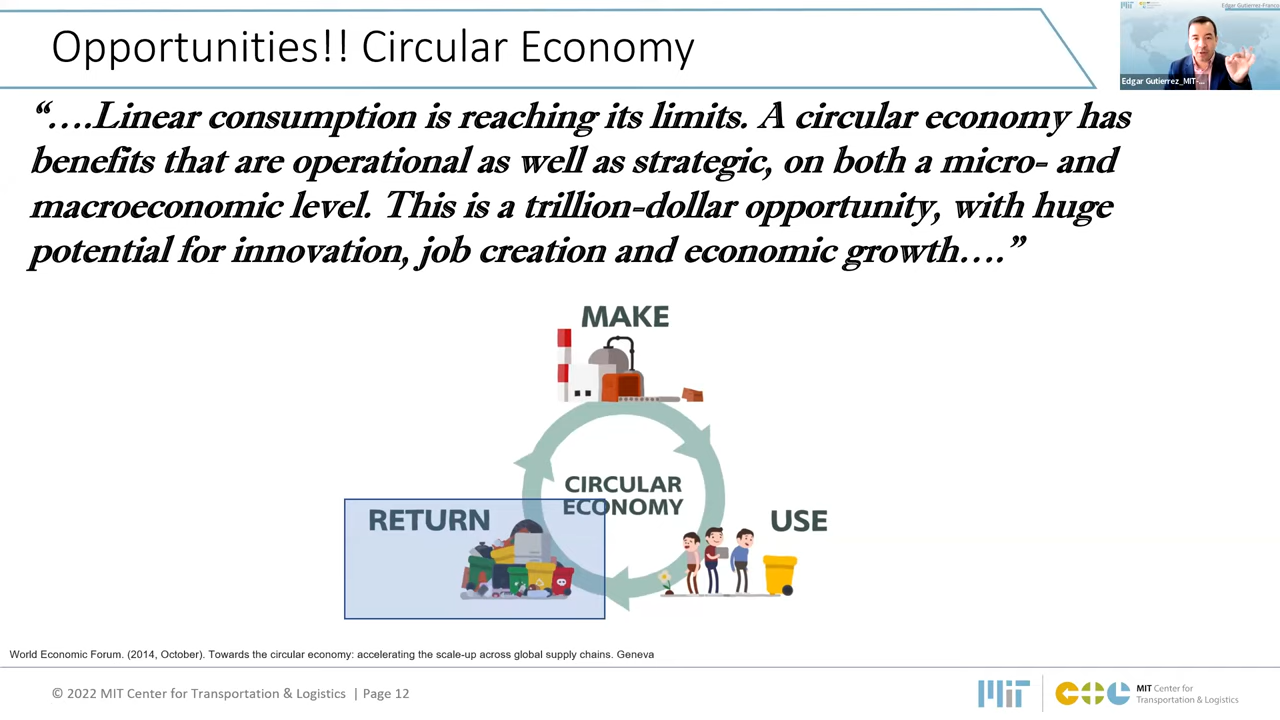 Opportunities!! Circular Economy
Edgar Gutierrez-Franco
Edgar Gutierrez_MIT-...
“….Linear consumption is reaching its limits. A circular economy has
benefits that are operational as well as strategic, on both a micro- and
macroeconomic level. This is a trillion-dollar opportunity, with huge
potential for innovation, job creation and economic growth….”
MAKE
CIRCULAR
ECONOMY
RETURN
USE
World Economic Forum. (2014, October). Towards the circular economy: accelerating the scale-up across global supply chains. Geneva
© 2022 MIT Center for Transportation & Logistics | Page 12
MIT
MIT Center for
Transportation & Logistics